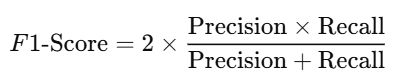 F1-Score = 2 × Precision × Recall / Precision + Recall